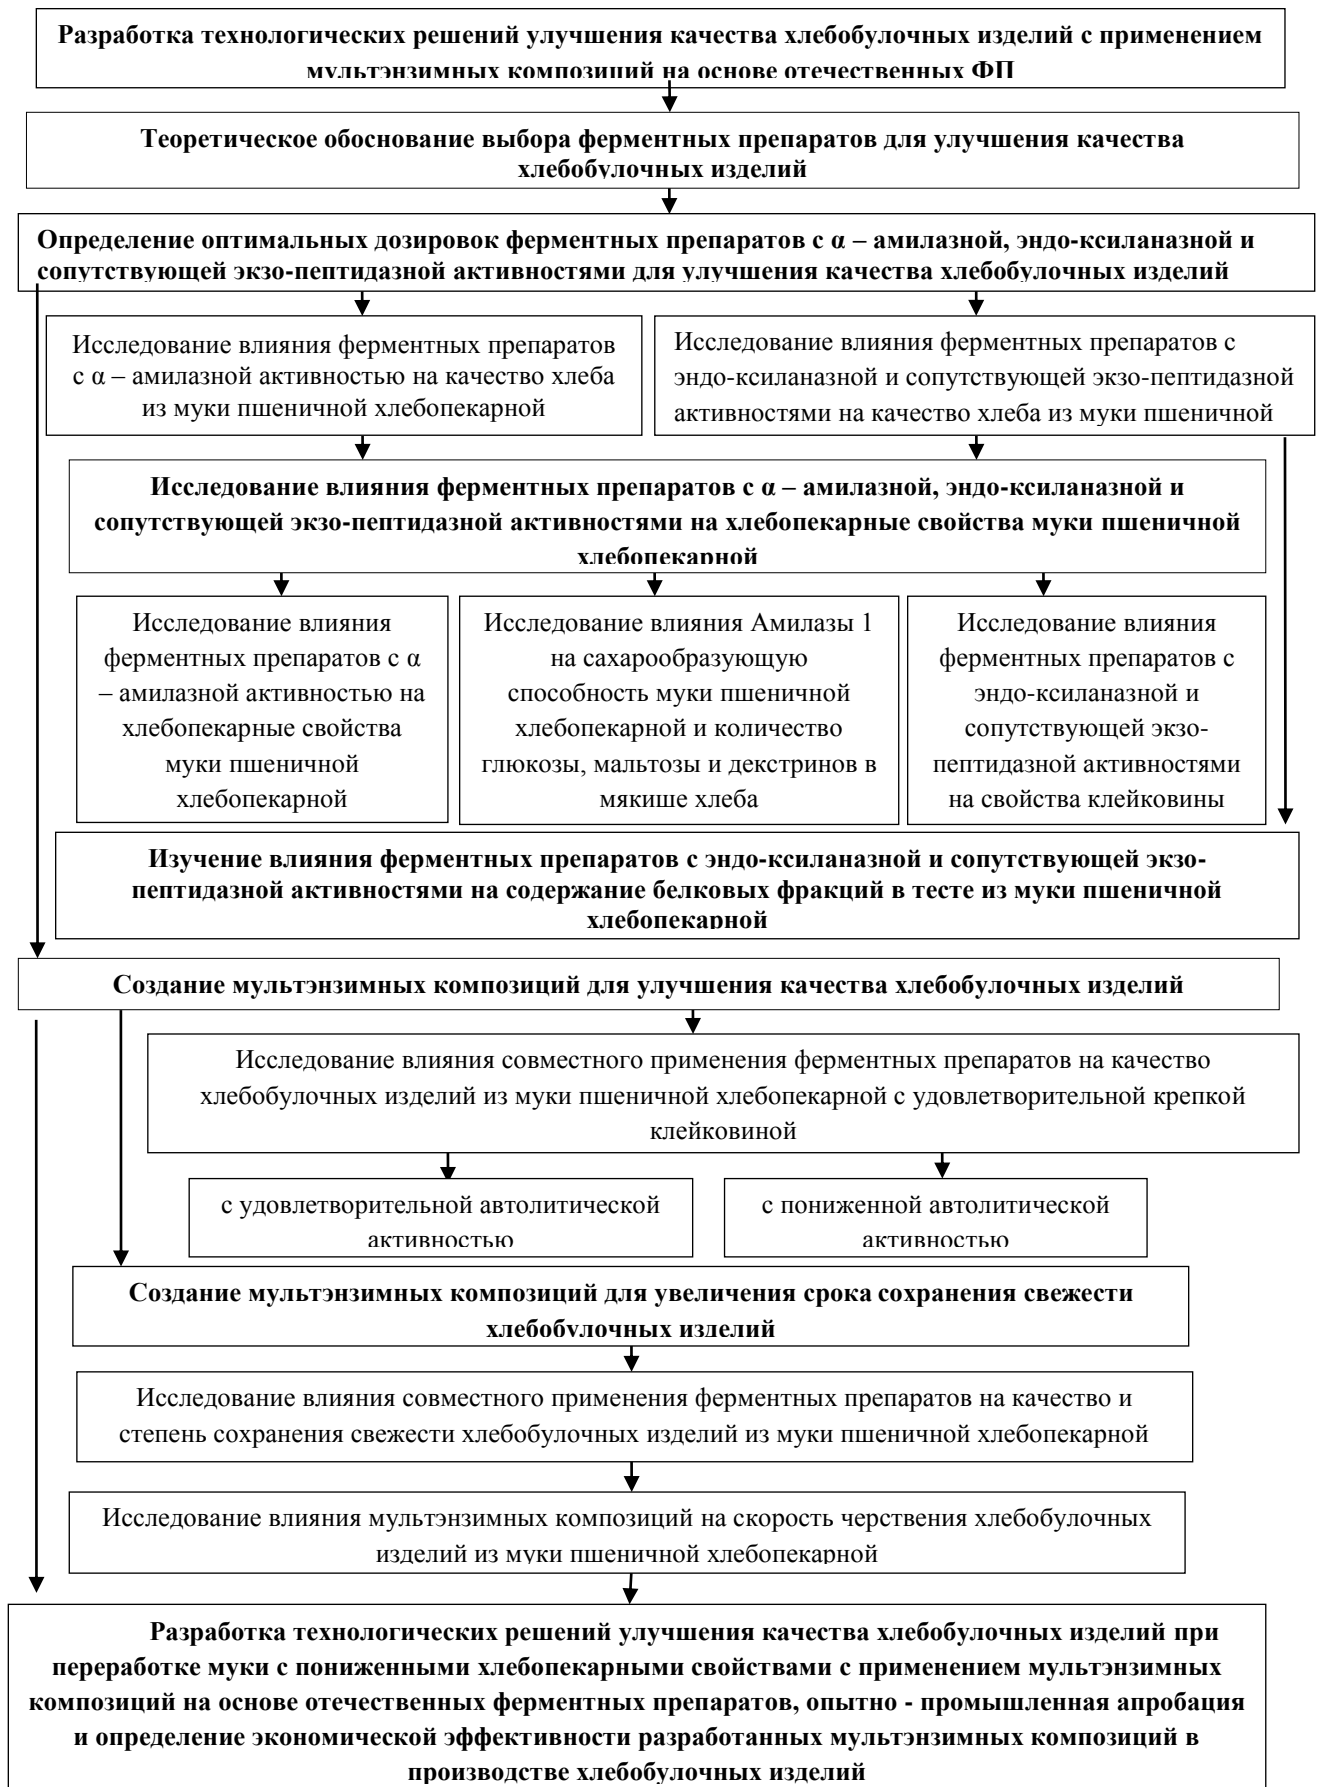 Разработка технологических решений улучшения качества хлебобулочных изделий с применением
мультэнзимных композиций на основе отечественных ФП
Теоретическое обоснование выбора ферментных препаратов для улучшения качества
хлебобулочных изделий
Определение оптимальных дозировок ферментных препаратов с α – амилазной, эндо-ксиланазной и
сопутствующей экзо-пептидазной активностями для улучшения качества хлебобулочных изделий
Исследование влияния ферментных препаратов
с α – амилазной активностью на качество хлеба
из муки пшеничной хлебопекарной
Исследование влияния ферментных препаратов с
эндо-ксиланазной и сопутствующей экзо-пептидазной
активностями на качество хлеба из муки пшеничной
Исследование влияния ферментных препаратов с α – амилазной, эндо-ксиланазной и
сопутствующей экзо-пептидазной активностями на хлебопекарные свойства муки пшеничной
хлебопекарной
Исследование влияния
ферментных препаратов с α
– амилазной активностью на
хлебопекарные свойства
муки пшеничной
хлебопекарной
Исследование влияния Амилазы 1
на сахарообразующую
способность муки пшеничной
хлебопекарной и количество
глюкозы, мальтозы и декстринов в
мякише хлеба
Исследование влияния
ферментных препаратов с
эндо-ксиланазной и
сопутствующей экзо-
пептидазной активностями
на свойства клейковины
Изучение влияния ферментных препаратов с эндо-ксиланазной и сопутствующей экзо-
пептидазной активностями на содержание белковых фракций в тесте из муки пшеничной
хлебопекарной
Создание мультэнзимных композиций для улучшения качества хлебобулочных изделий
Исследование влияния совместного применения ферментных препаратов на качество
хлебобулочных изделий из муки пшеничной хлебопекарной с удовлетворительной крепкой
клейковиной
с удовлетворительной автолитической
активностью
с пониженной автолитической
активностью
Создание мультэнзимных композиций для увеличения срока сохранения свежести
хлебобулочных изделий
Исследование влияния совместного применения ферментных препаратов на качество и
степень сохранения свежести хлебобулочных изделий из муки пшеничной хлебопекарной
Исследование влияния мультэнзимных композиций на скорость черствения хлебобулочных
изделий из муки пшеничной хлебопекарной
Разработка технологических решений улучшения качества хлебобулочных изделий при
переработке муки с пониженными хлебопекарными свойствами с применением мультэнзимных
композиций на основе отечественных ферментных препаратов, опытно - промышленная апробация
и определение экономической эффективности разработанных мультэнзимных композиций в
производстве хлебобулочных изделий